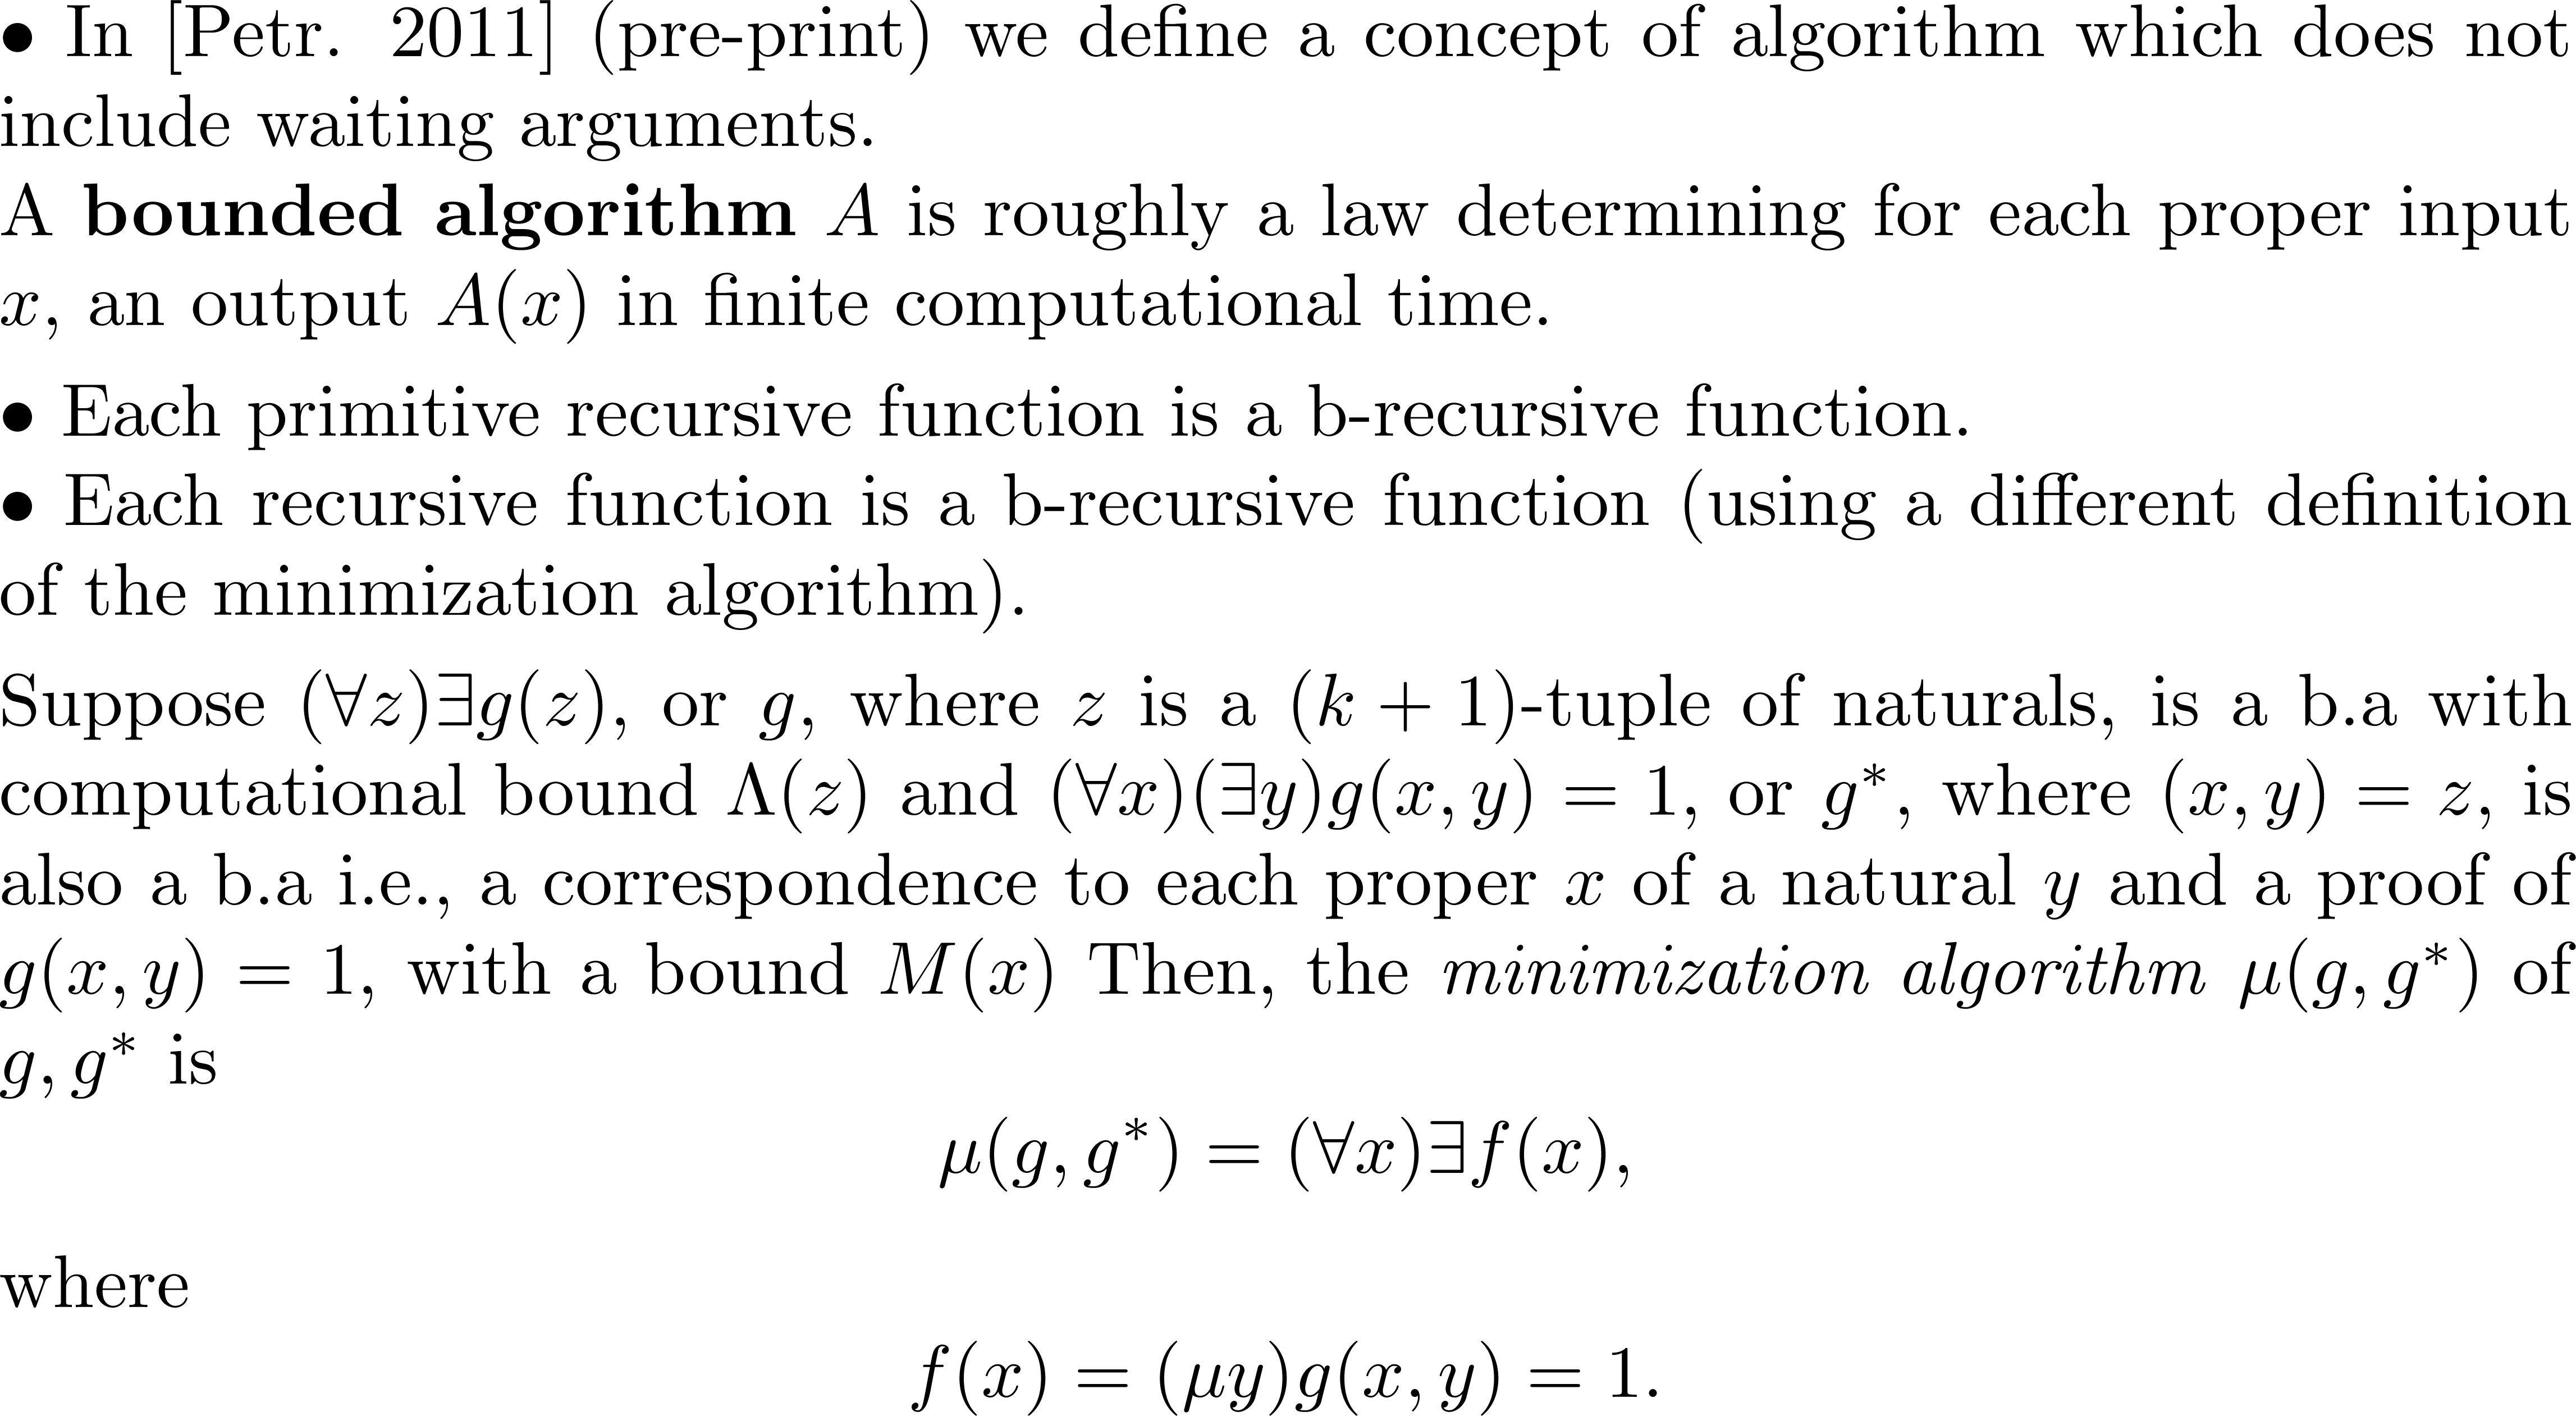 • In [Petr. 2011] (pre-print) we define a concept of algorithm which does not
include waiting arguments.
A bounded algorithm A is roughly a law determining for each proper input
x, an output A(x) in finite computational time.
• Each primitive recursive function is a b-recursive function.
• Each recursive function is a b-recursive function (using a different definition
of the minimization algorithm).
Suppose (∀z)∃g(z), or g, where z is a (k + 1)-tuple of naturals, is a b.a with
computational bound Λ(z) and (∀x)(∃y)g(x, y) = 1, or g*, where (x, y) = z, is
also a b.a i.e., a correspondence to each proper x of a natural y and a proof of
g(x, y) = 1, with a bound M(x) Then, the minimization algorithm μ(g, g*) of
g, g* is
μ(g, g*) = (∀x)∃f(x),
where
f(x) = (μy)g(x, y) = 1.